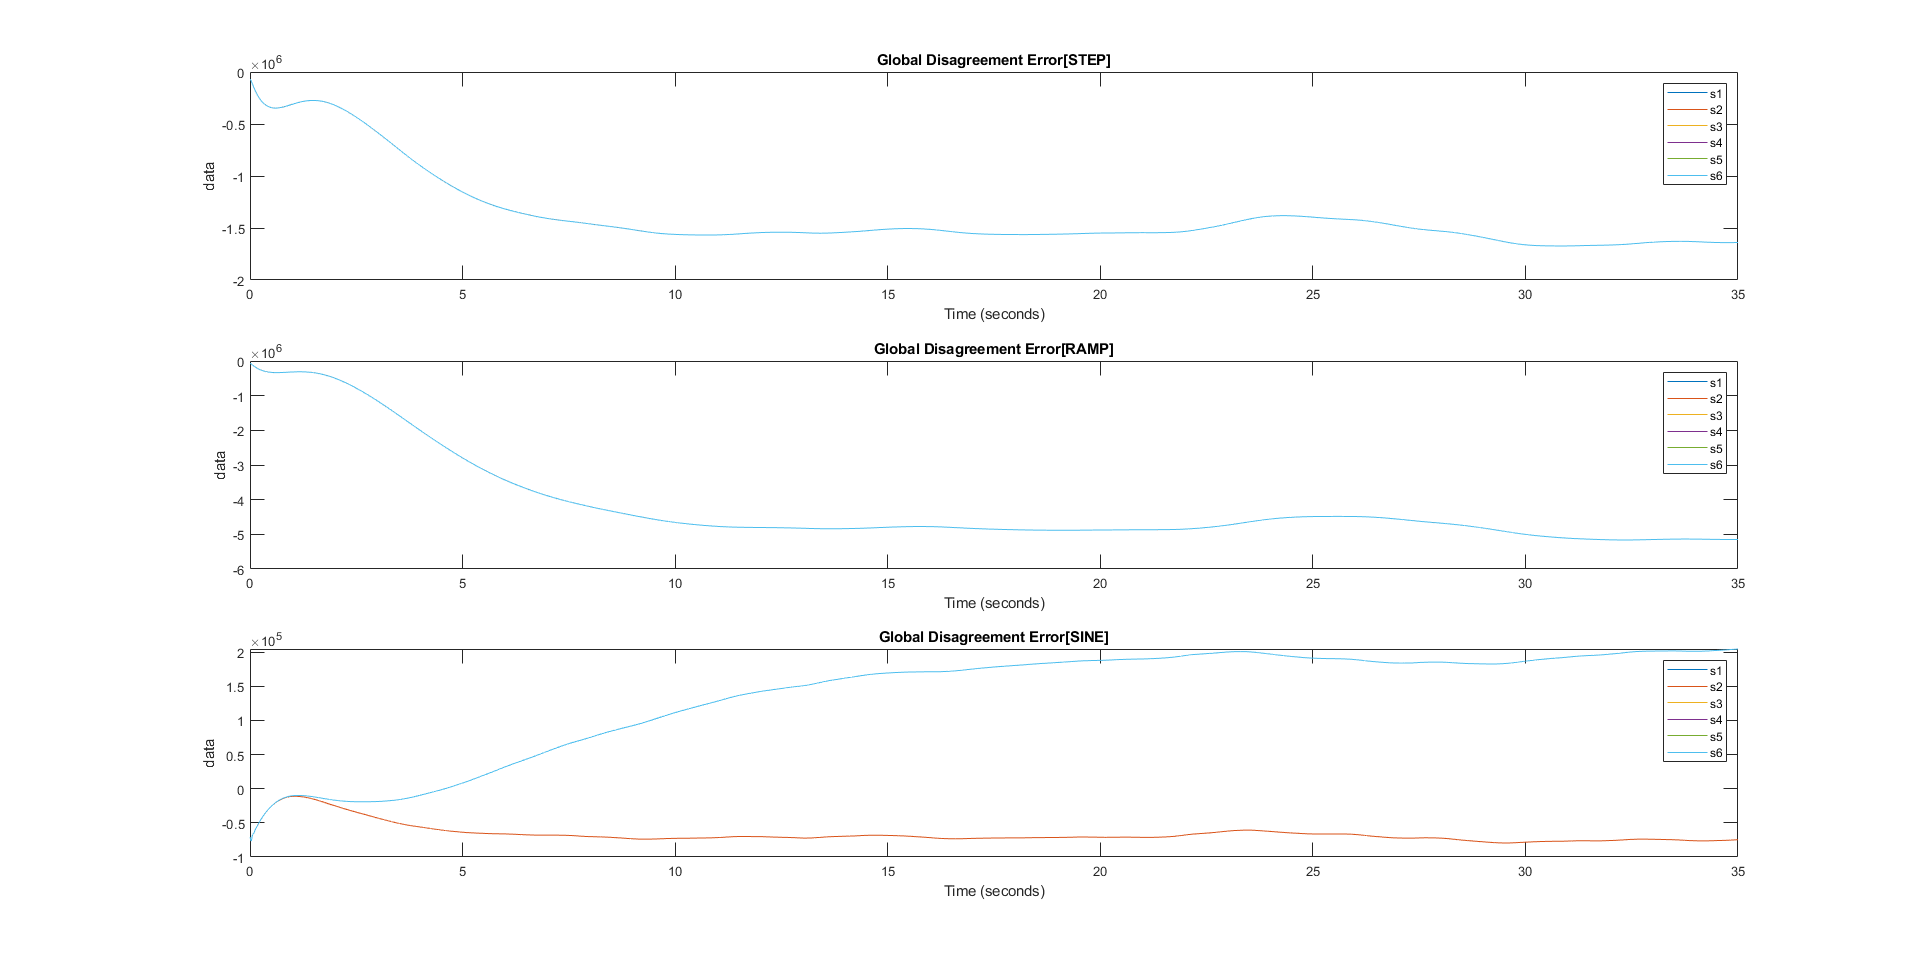 Global Disagreement Error[STEP]
×10^6
0
-0.5
-1
-1.5
-2
data
s1
s2
s3
s4
s5
s6
0 5 10 15 20 25 30 35
Time (seconds)
Global Disagreement Error[RAMP]
×10^6
0
-1
-2
-3
-4
-5
-6
data
s1
s2
s3
s4
s5
s6
0 5 10 15 20 25 30 35
Time (seconds)
Global Disagreement Error[SINE]
×10^5
2
1.5
1
0.5
0
-0.5
-1
data
s1
s2
s3
s4
s5
s6
0 5 10 15 20 25 30 35
Time (seconds)